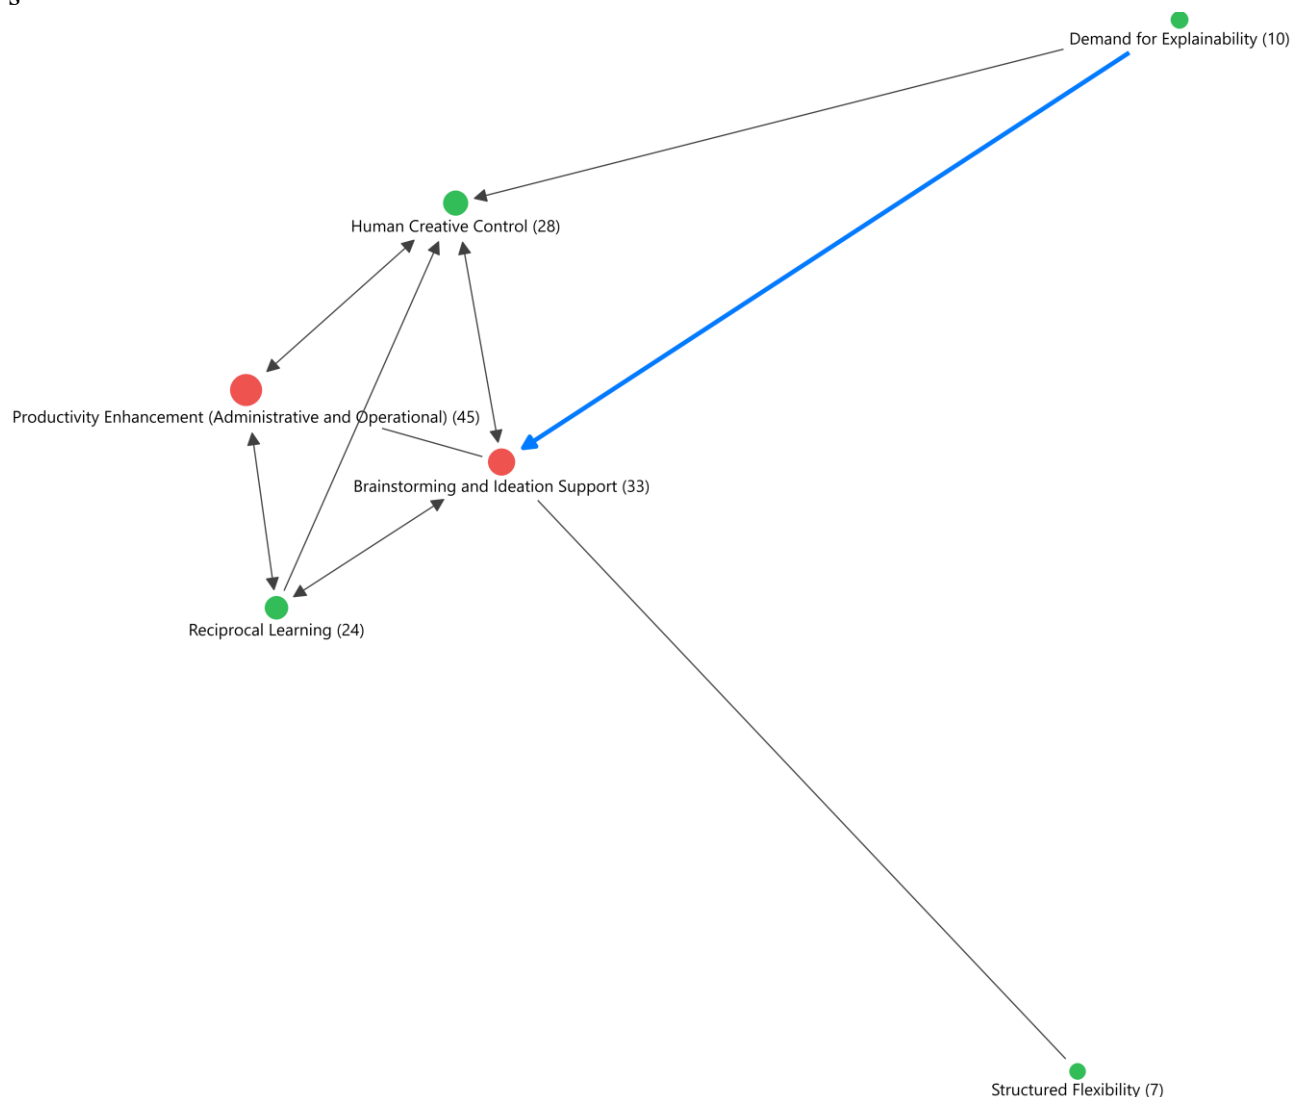 Demand for Explainability (10)
Human Creative Control (28)
Productivity Enhancement (Administrative and Operational) (45)
Brainstorming and Ideation Support (33)
Reciprocal Learning (24)
Structured Flexibility (7)